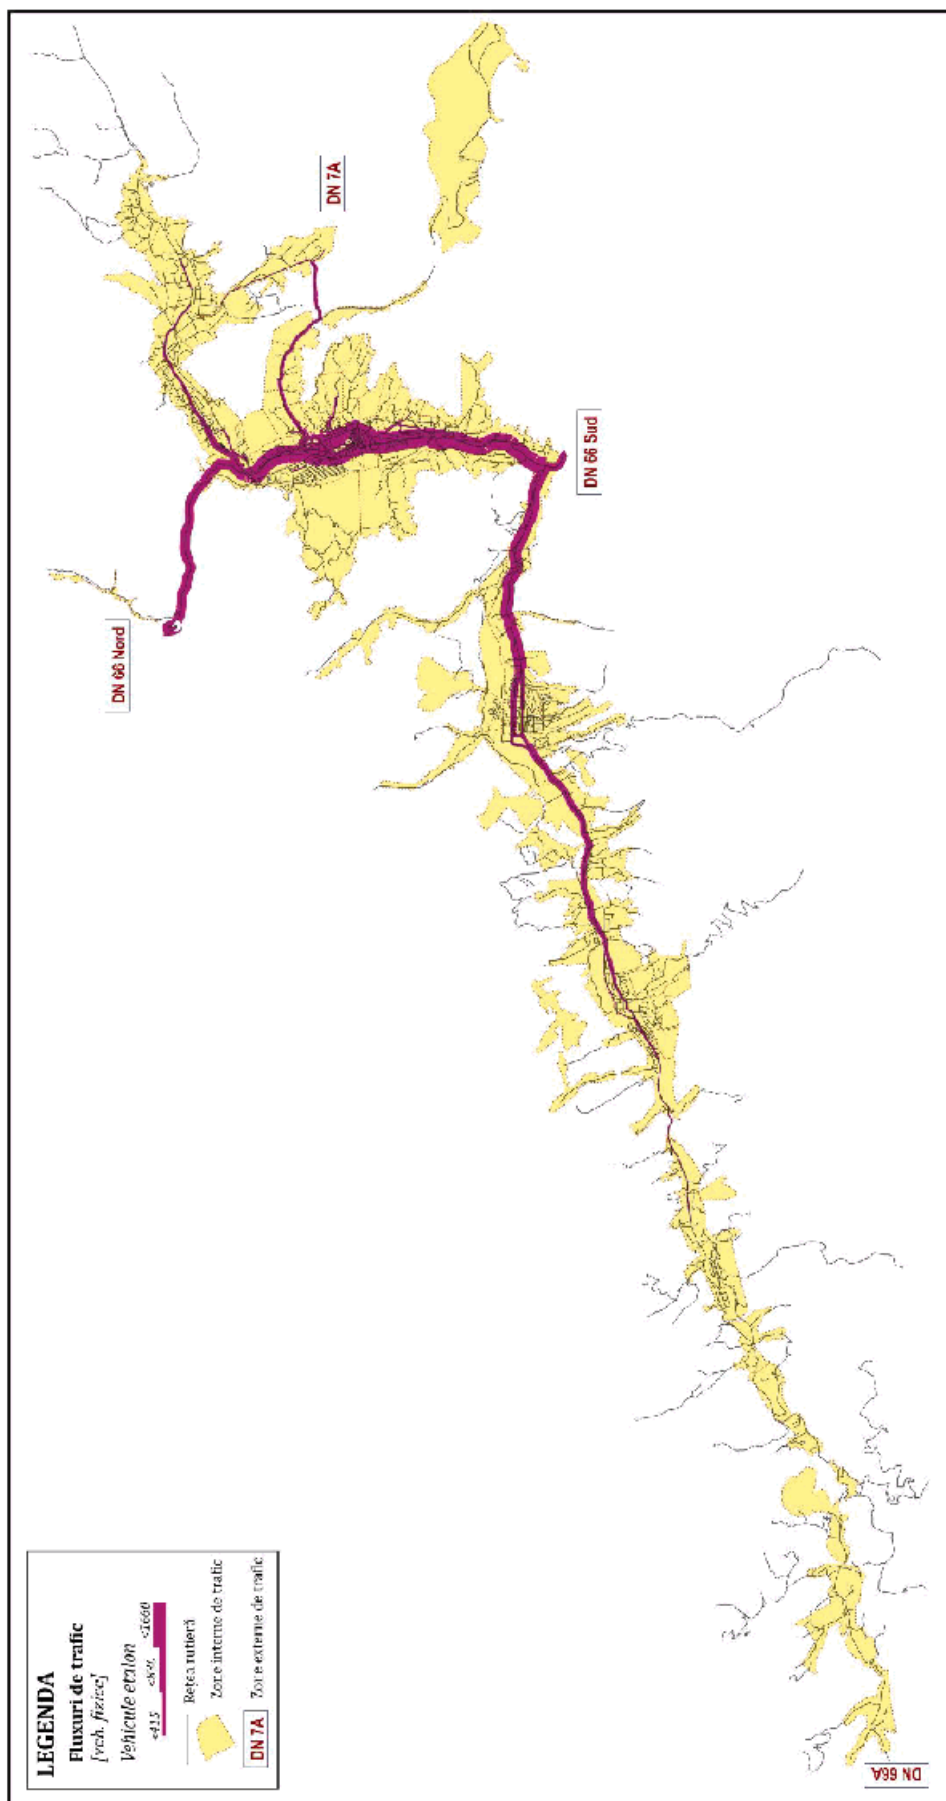 DN 7A
DN 66 Sud
DN 66 Nord
DN 66A
LEGENDA
Fluxuri de trafic
[veh. fizice]
Vehicule etalon
<415 <1660
Rețea rutieră
Zone interne de trafic
DN 7A Zone externe de trafic